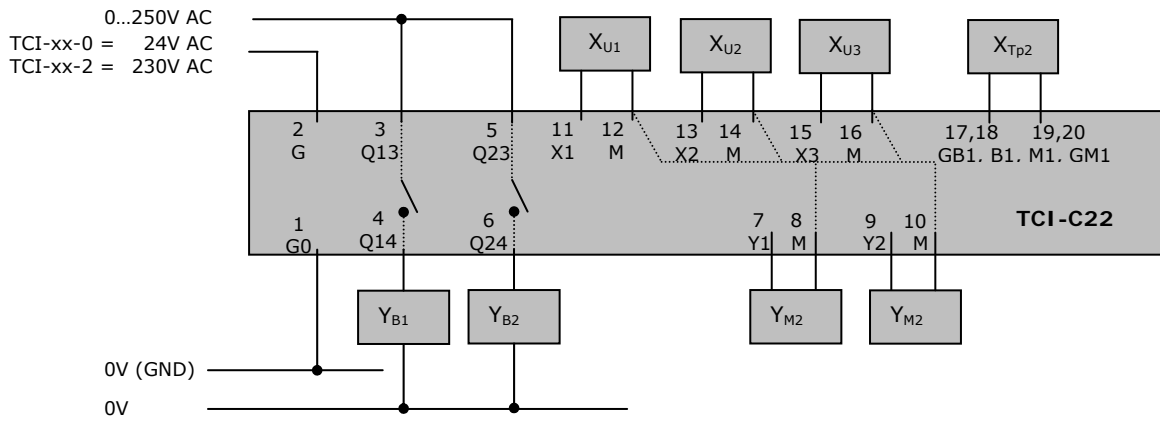 0...250V AC
TCI-xx-0 = 24V AC
TCI-xx-2 = 230V AC
XU1 XU2 XU3 XTp2
2 3 5 11 12 13 14 15 16 17,18 19,20
G Q13 Q23 X1 M X2 M X3 M GB1. B1. M1. GM1
1 4 6 7 8 9 10 TCI-C22
G0 Q14 Q24 Y1 M Y2 M
YB1 YB2 YM2 YM2
0V (GND)
0V